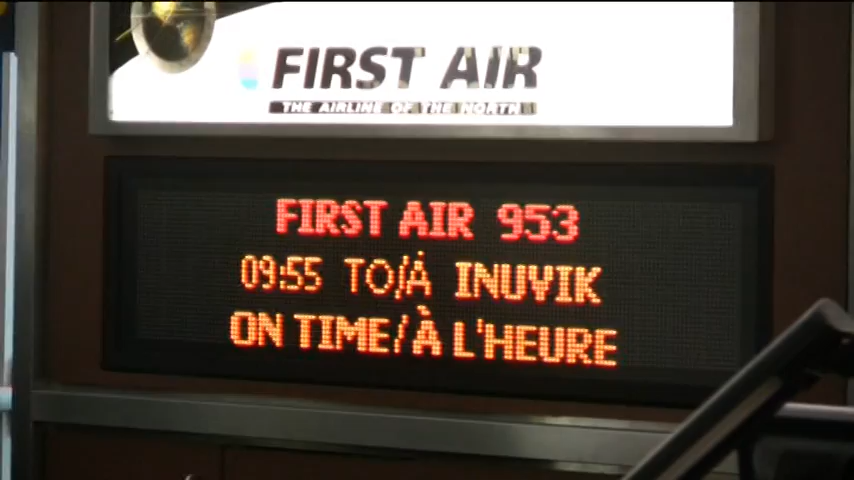 FIRST AIR
THE AIRLINE OF THE NORTH
FIRST AIR 953
09:55 TO/À INUVIK
ON TIME/À L'HEURE